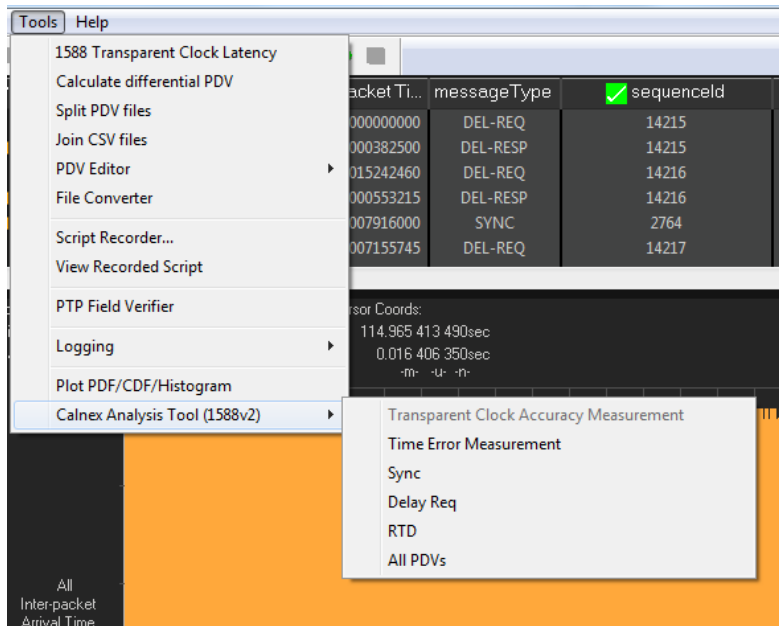 Tools Help
1588 Transparent Clock Latency
Calculate differential PDV
Split PDV files
Join CSV files
PDV Editor
File Converter
Script Recorder...
View Recorded Script
PTP Field Verifier
Logging
Plot PDF/CDF/Histogram
Calnex Analysis Tool (1588v2)
Transparent Clock Accuracy Measurement
Time Error Measurement
Sync
Delay Req
RTD
All PDVs
acket Ti... messageType sequenceId
000000000 DEL-REQ 14215
000382500 DEL-RESP 14215
015242460 DEL-REQ 14216
000553215 DEL-RESP 14216
007916000 SYNC 2764
007155745 DEL-REQ 14217
rsor Coords:
114.965 413 490sec
0.016 406 350sec
-m- -u- -n-
All
Inter-packet
Arrival Time